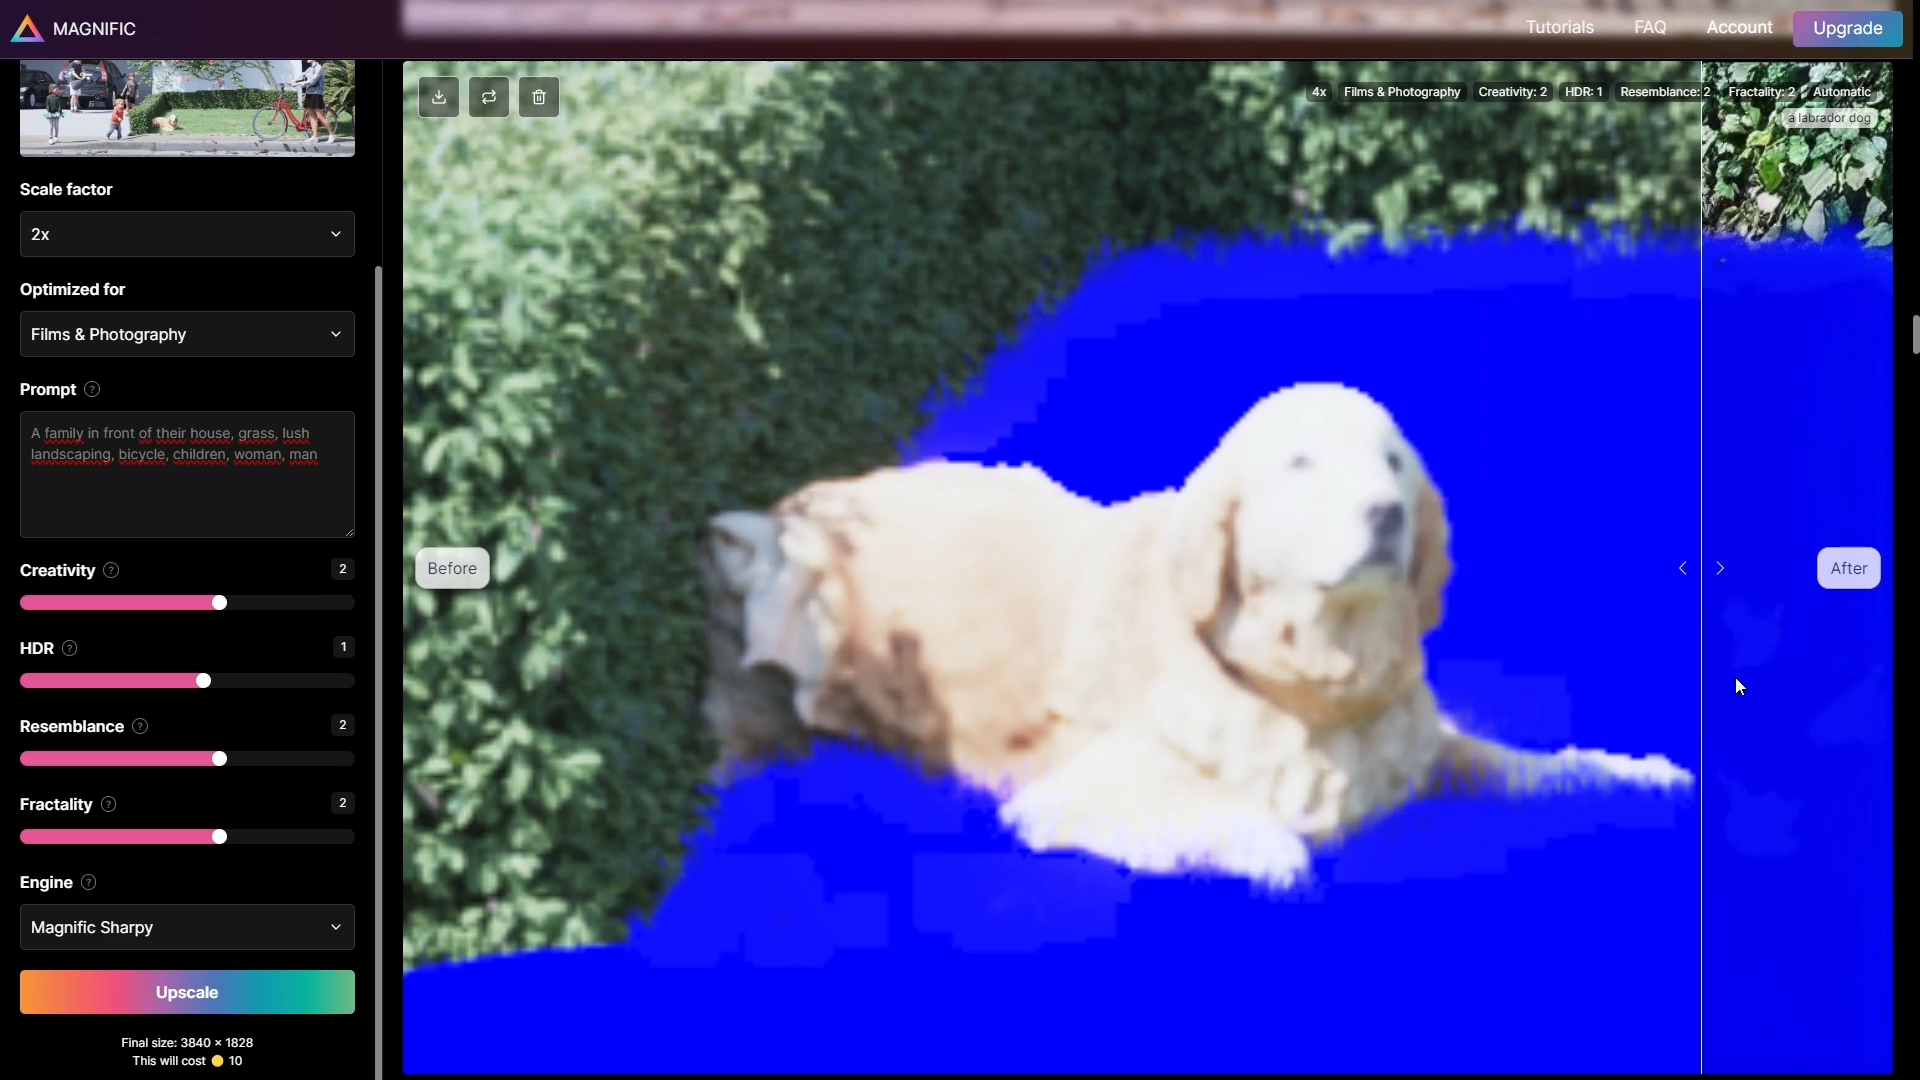 MAGNIFIC
Tutorials
FAQ
Account
Upgrade
4x
Films & Photography
Creativity: 2
HDR: 1
Resemblance: 2
Fractality: 2
Automatic
a labrador dog
Scale factor
2x
Optimized for
Films & Photography
Prompt ?
A family in front of their house, grass, lush
landscaping, bicycle, children, woman, man
Creativity ? 2
HDR ? 1
Resemblance ? 2
Fractality ? 2
Engine ?
Magnific Sharpy
Upscale
Final size: 3840 × 1828
This will cost 10
Before
After